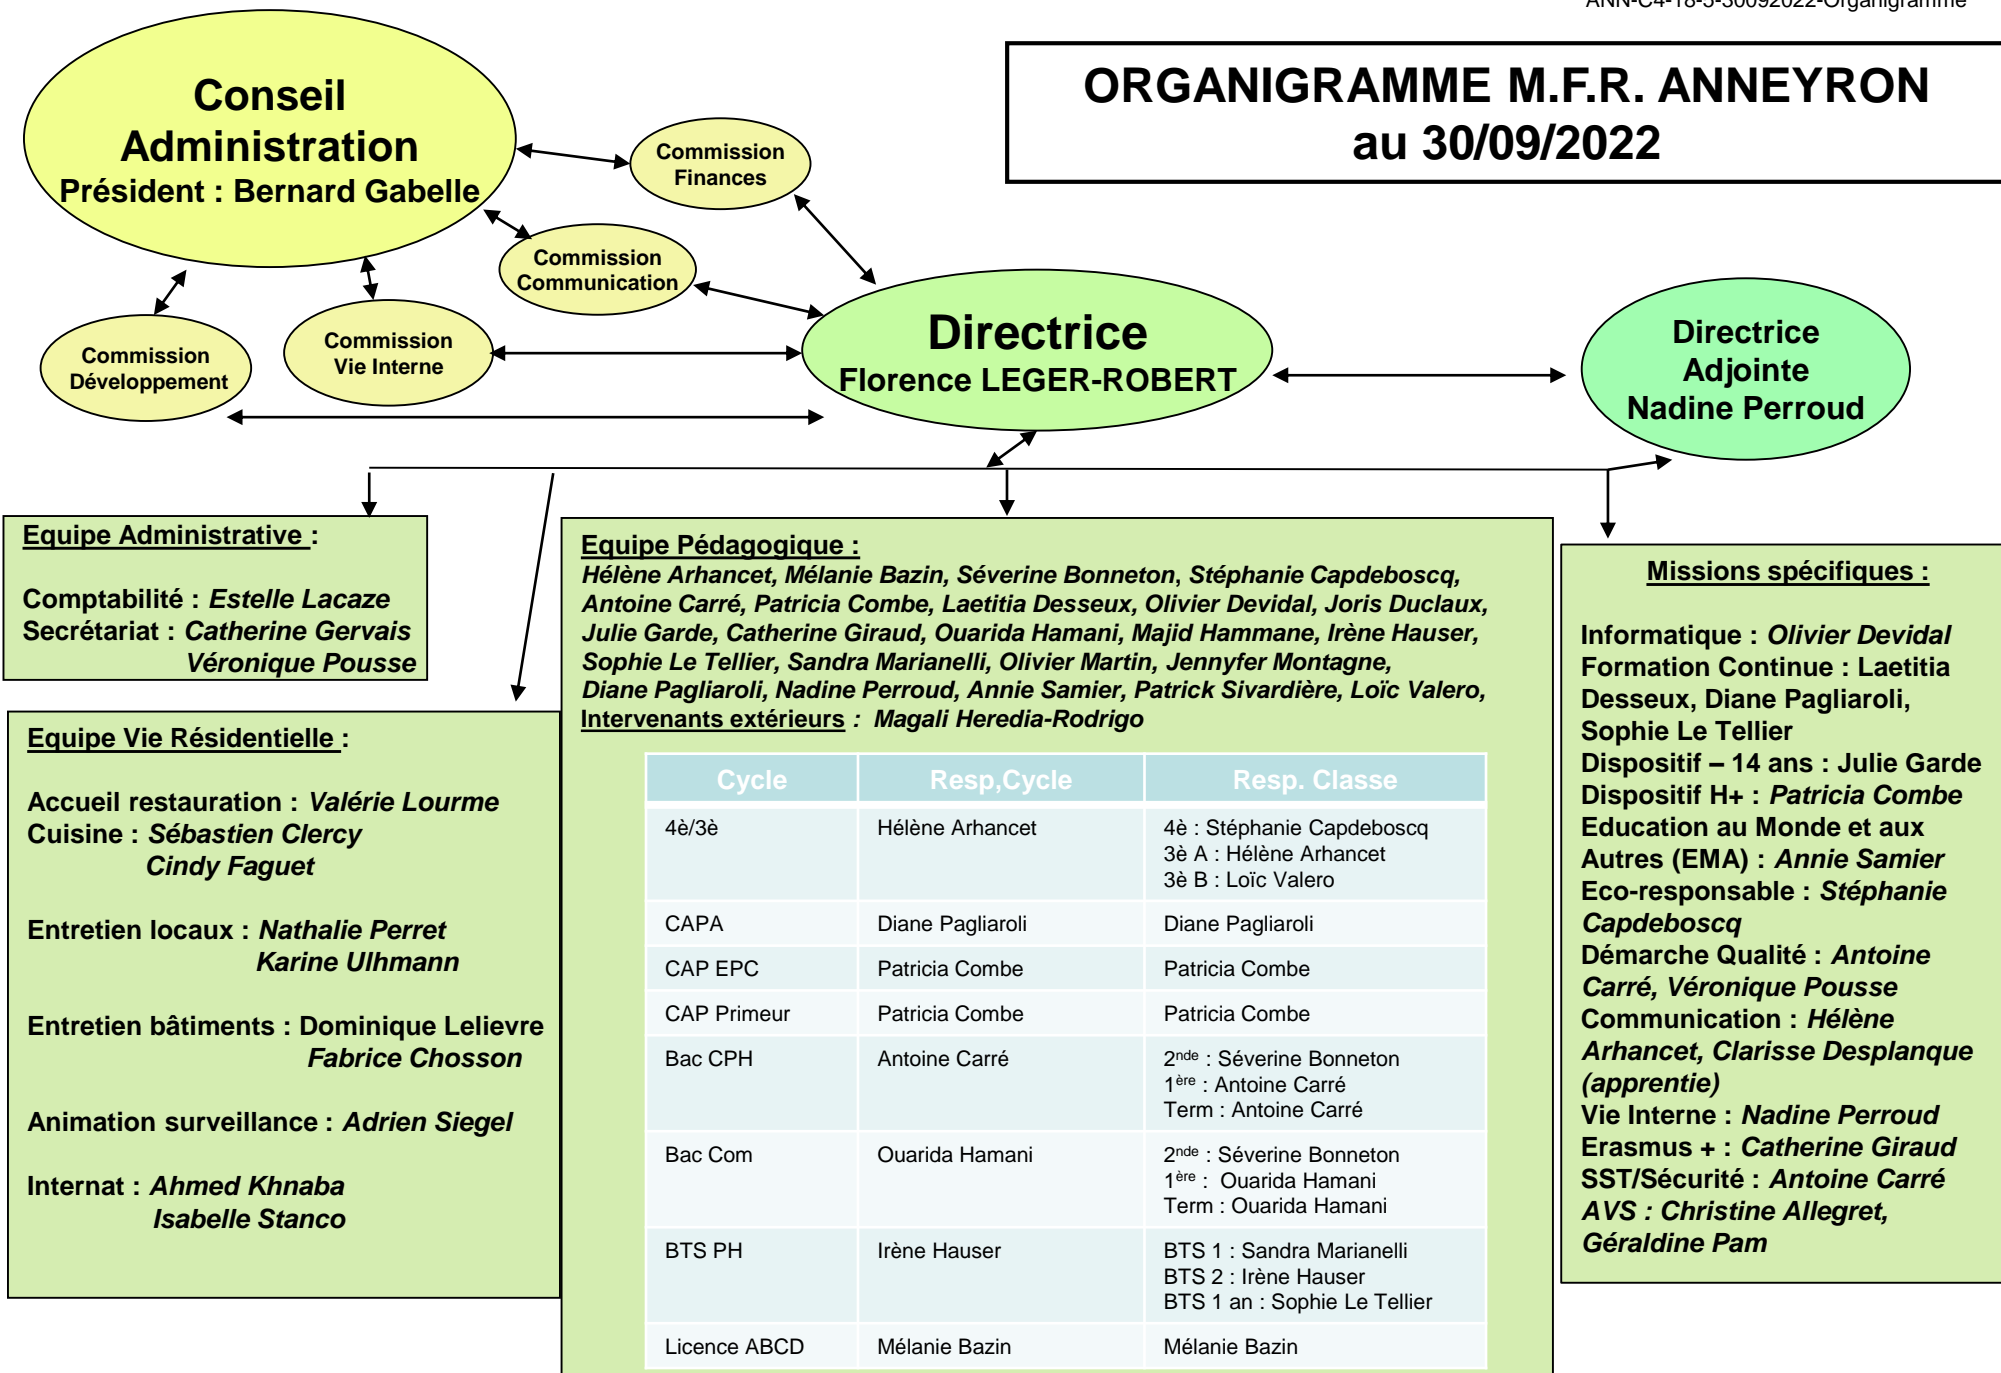 ANN-C4-18-5-30092022-Organigramme
ORGANIGRAMME M.F.R. ANNEYRON
au 30/09/2022
Conseil
Administration
Président : Bernard Gabelle
Commission
Finances
Commission
Communication
Commission
Vie Interne
Commission
Développement
Directrice
Florence LEGER-ROBERT
Directrice
Adjointe
Nadine Perroud
Equipe Administrative :
Comptabilité : Estelle Lacaze
Secrétariat : Catherine Gervais
Véronique Pousse
Equipe Vie Résidentielle :
Accueil restauration : Valérie Lourme
Cuisine : Sébastien Clercy
Cindy Faguet
Entretien locaux : Nathalie Perret
Karine Ulhmann
Entretien bâtiments : Dominique Lelievre
Fabrice Chosson
Animation surveillance : Adrien Siegel
Internat : Ahmed Khnaba
Isabelle Stanco
Equipe Pédagogique :
Hélène Arhancet, Mélanie Bazin, Séverine Bonneton, Stéphanie Capdeboscq,
Antoine Carré, Patricia Combe, Laetitia Desseux, Olivier Devidal, Joris Duclaux,
Julie Garde, Catherine Giraud, Ouarida Hamani, Majid Hammane, Irène Hauser,
Sophie Le Tellier, Sandra Marianelli, Olivier Martin, Jennyfer Montagne,
Diane Pagliaroli, Nadine Perroud, Annie Samier, Patrick Sivardière, Loïc Valero,
Intervenants extérieurs : Magali Heredia-Rodrigo
Cycle Resp,Cycle Resp. Classe
4è/3è Hélène Arhancet 4è : Stéphanie Capdeboscq
3è A : Hélène Arhancet
3è B : Loïc Valero
CAPA Diane Pagliaroli Diane Pagliaroli
CAP EPC Patricia Combe Patricia Combe
CAP Primeur Patricia Combe Patricia Combe
Bac CPH Antoine Carré 2nde : Séverine Bonneton
1ère : Antoine Carré
Term : Antoine Carré
Bac Com Ouarida Hamani 2nde : Séverine Bonneton
1ère : Ouarida Hamani
Term : Ouarida Hamani
BTS PH Irène Hauser BTS 1 : Sandra Marianelli
BTS 2 : Irène Hauser
BTS 1 an : Sophie Le Tellier
Licence ABCD Mélanie Bazin Mélanie Bazin
Missions spécifiques :
Informatique : Olivier Devidal
Formation Continue : Laetitia
Desseux, Diane Pagliaroli,
Sophie Le Tellier
Dispositif – 14 ans : Julie Garde
Dispositif H+ : Patricia Combe
Education au Monde et aux
Autres (EMA) : Annie Samier
Eco-responsable : Stéphanie
Capdeboscq
Démarche Qualité : Antoine
Carré, Véronique Pousse
Communication : Hélène
Arhancet, Clarisse Desplanque
(apprentie)
Vie Interne : Nadine Perroud
Erasmus + : Catherine Giraud
SST/Sécurité : Antoine Carré
AVS : Christine Allegret,
Géraldine Pam